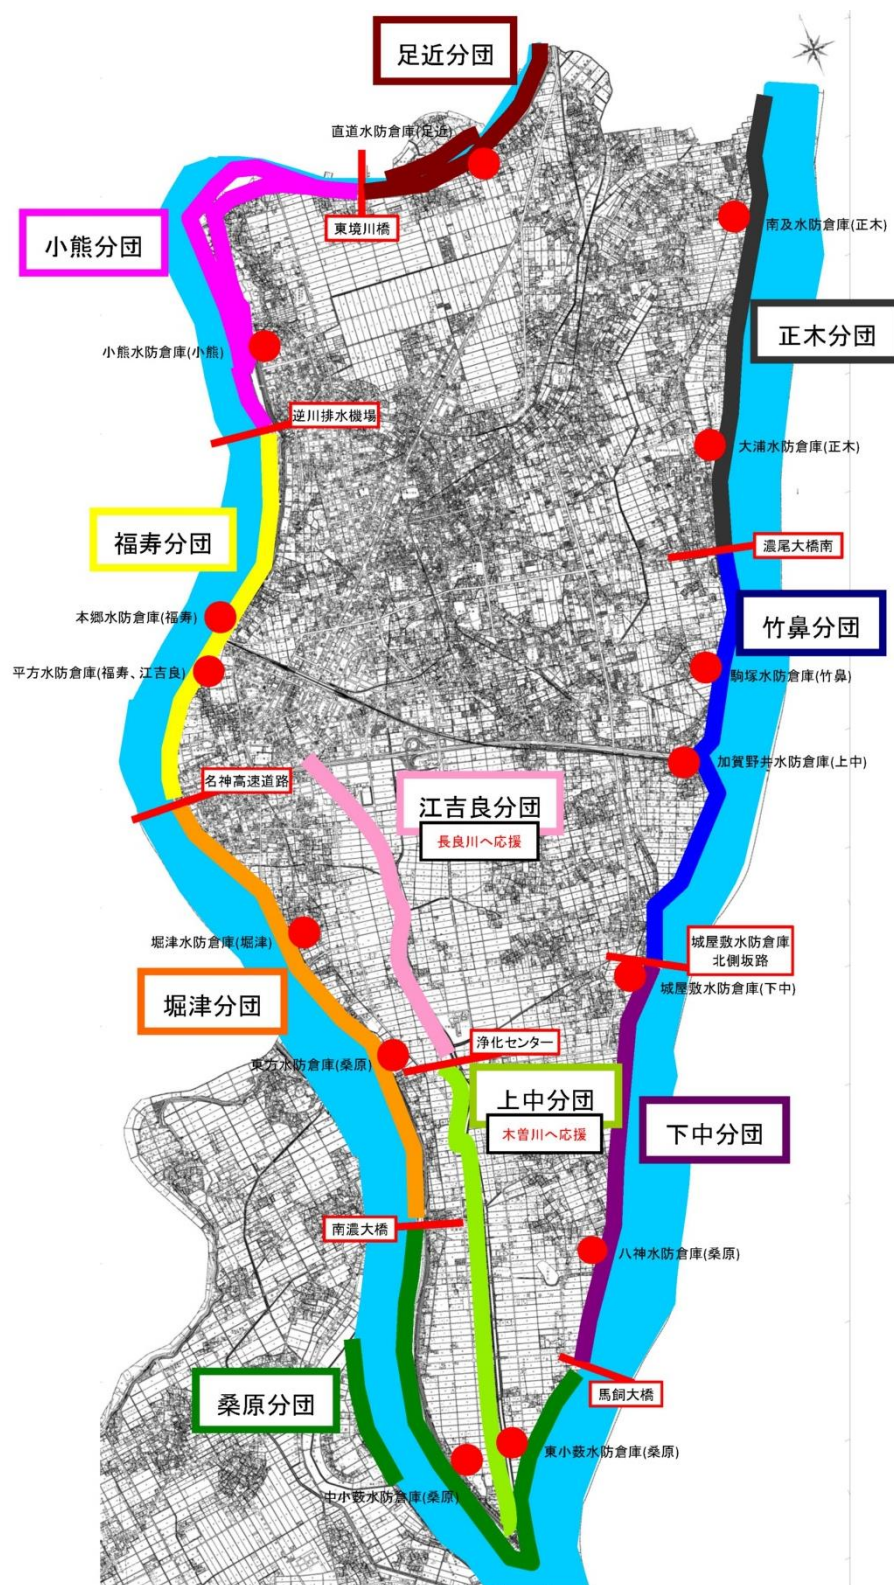 足近分団
直道水防倉庫(足近)
東境川橋
小熊分団
南及水防倉庫(正木)
正木分団
小熊水防倉庫(小熊)
逆川排水機場
大浦水防倉庫(正木)
福寿分団
濃尾大橋南
本郷水防倉庫(福寿)
竹鼻分団
平方水防倉庫(福寿、江吉良)
駒塚水防倉庫(竹鼻)
加賀野井水防倉庫(上中)
名神高速道路
江吉良分団
長良川へ応援
堀津水防倉庫(堀津)
城屋敷水防倉庫
北側坂路
城屋敷水防倉庫(下中)
堀津分団
浄化センター
東方水防倉庫(桑原)
上中分団
木曽川へ応援
下中分団
南濃大橋
八神水防倉庫(桑原)
馬飼大橋
桑原分団
東小薮水防倉庫(桑原)
中小薮水防倉庫(桑原)